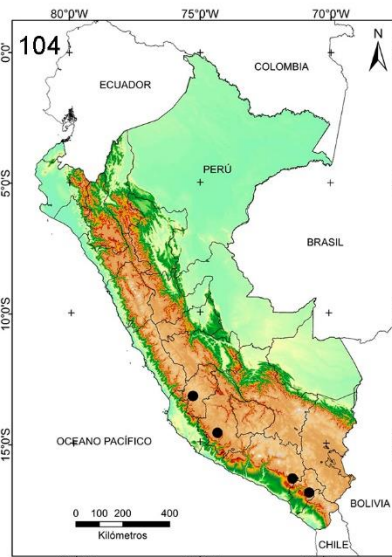 80°0'0"W 75°0'0"W 70°0'0"W
104
N
0°0'
COLOMBIA
ECUADOR
PERÚ
5°0'0"S
BRASIL
10°0'0"S
OCEANO PACÍFICO
15°0'0"S
BOLIVIA
0 100 200 400
Kilómetros
CHILE